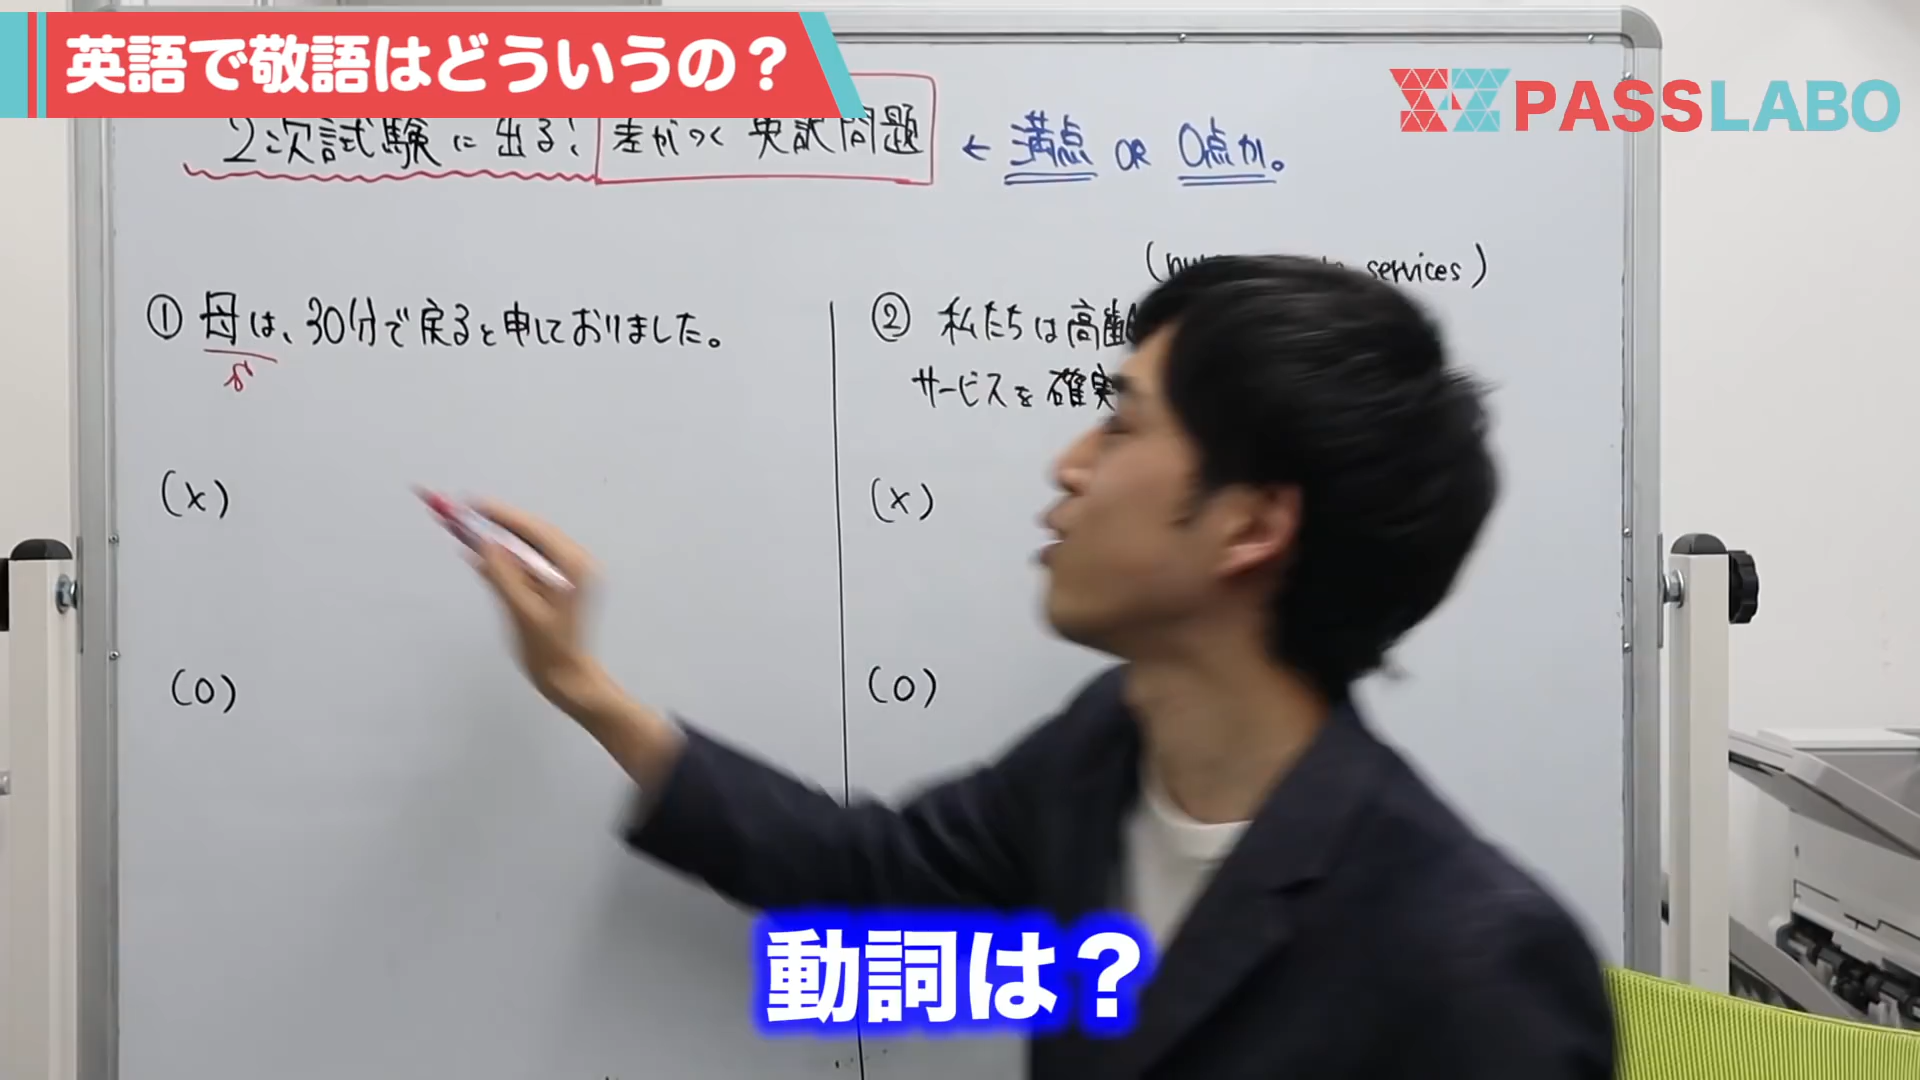 英語で敬語はどういうの？
PASSLABO
2次試験に出る！差がつく 英訳問題 ← 満点 OR 0点か。
① 母は、30分で戻ると申しておりました。
が
(×)
(○)
services)
② 私たちは高齢
サービスを確実
(×)
(○)
動詞は？